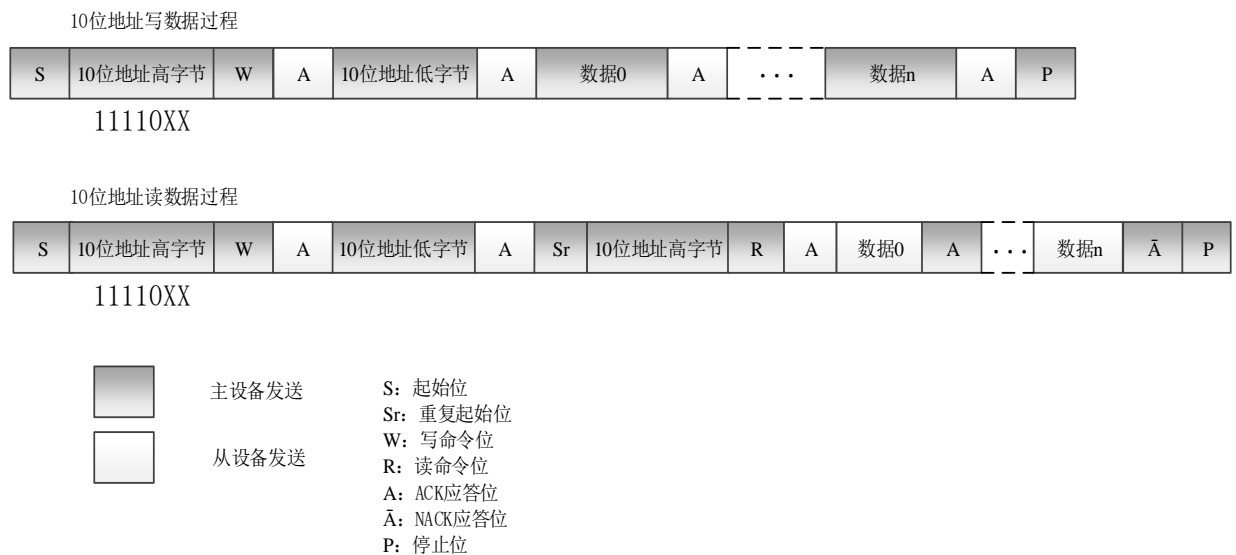 10位地址写数据过程
S 10位地址高字节 W A 10位地址低字节 A 数据0 A ··· 数据n A P
11110XX
10位地址读数据过程
S 10位地址高字节 W A 10位地址低字节 A Sr 10位地址高字节 R A 数据0 A ··· 数据n Ā P
11110XX
主设备发送
从设备发送
S：起始位
Sr：重复起始位
W：写命令位
R：读命令位
A：ACK应答位
Ā：NACK应答位
P：停止位